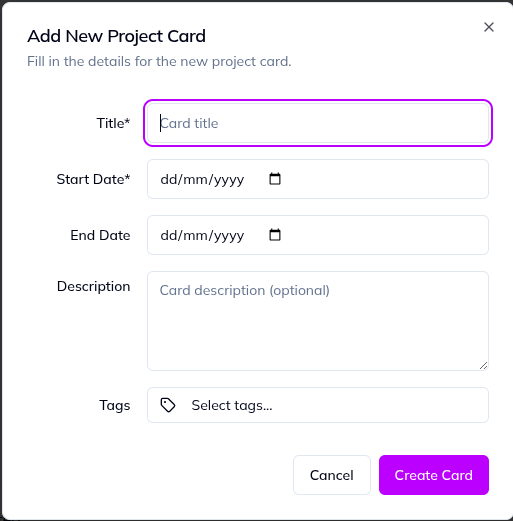 Add New Project Card
Fill in the details for the new project card.
Title*
Card title
Start Date*
dd/mm/yyyy
End Date
dd/mm/yyyy
Description
Card description (optional)
Tags
Select tags...
Cancel
Create Card